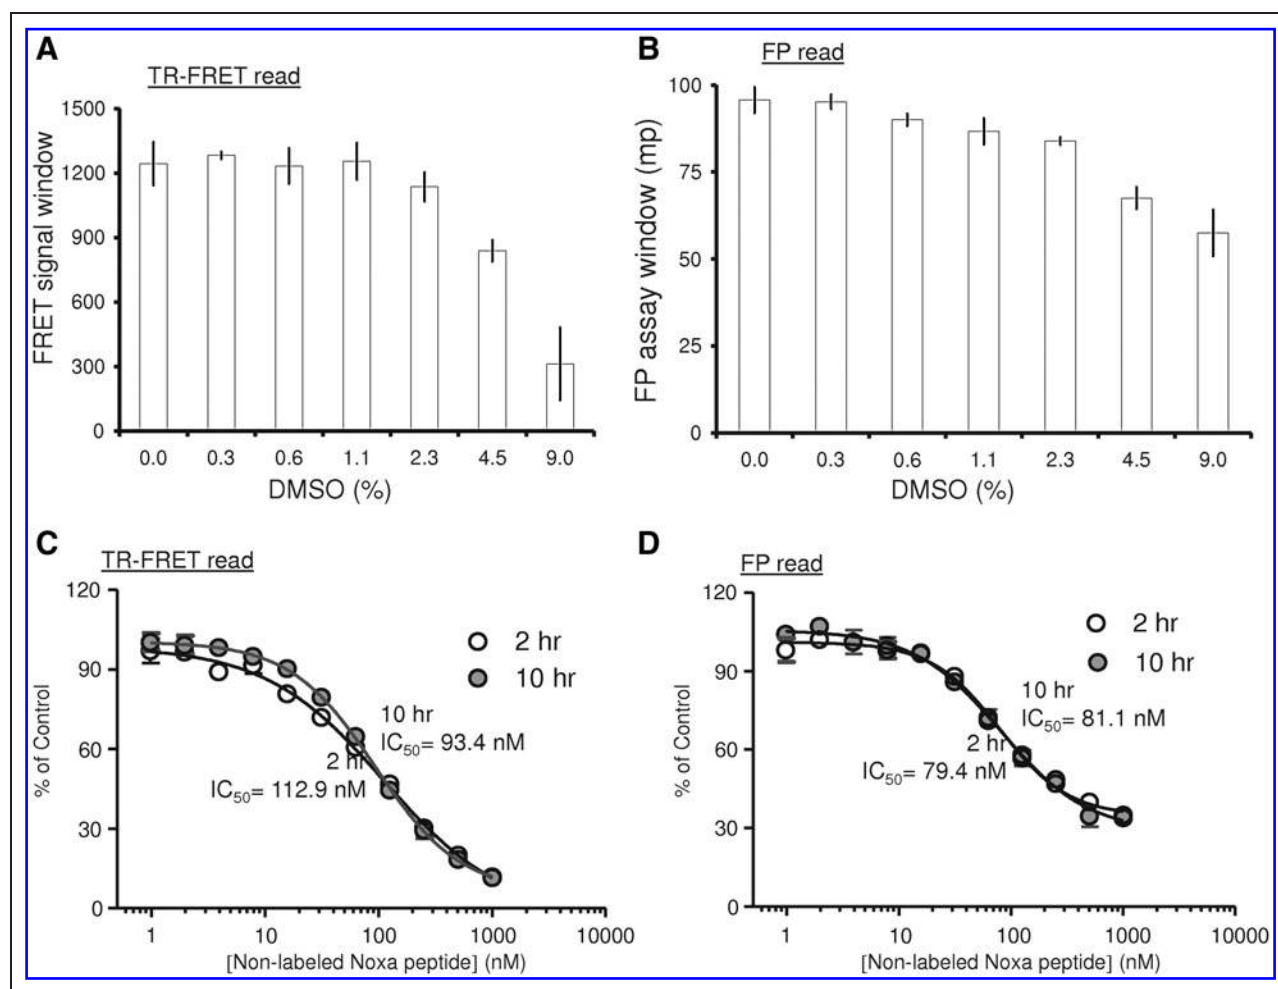 A
TR-FRET read
FRET signal window
1500
1200
900
600
300
0
0.0 0.3 0.6 1.1 2.3 4.5 9.0
DMSO (%)
B
FP read
FP assay window (mp)
100
75
50
25
0
0.0 0.3 0.6 1.1 2.3 4.5 9.0
DMSO (%)
C
TR-FRET read
% of Control
120
90
60
30
0
2 hr
10 hr
10 hr
IC50= 93.4 nM
2 hr
IC50= 112.9 nM
1 10 100 1000 10000
[Non-labeled Noxa peptide] (nM)
D
FP read
% of Control
120
90
60
30
0
2 hr
10 hr
10 hr
IC50= 81.1 nM
2 hr
IC50= 79.4 nM
1 10 100 1000 10000
[Non-labeled Noxa peptide] (nM)